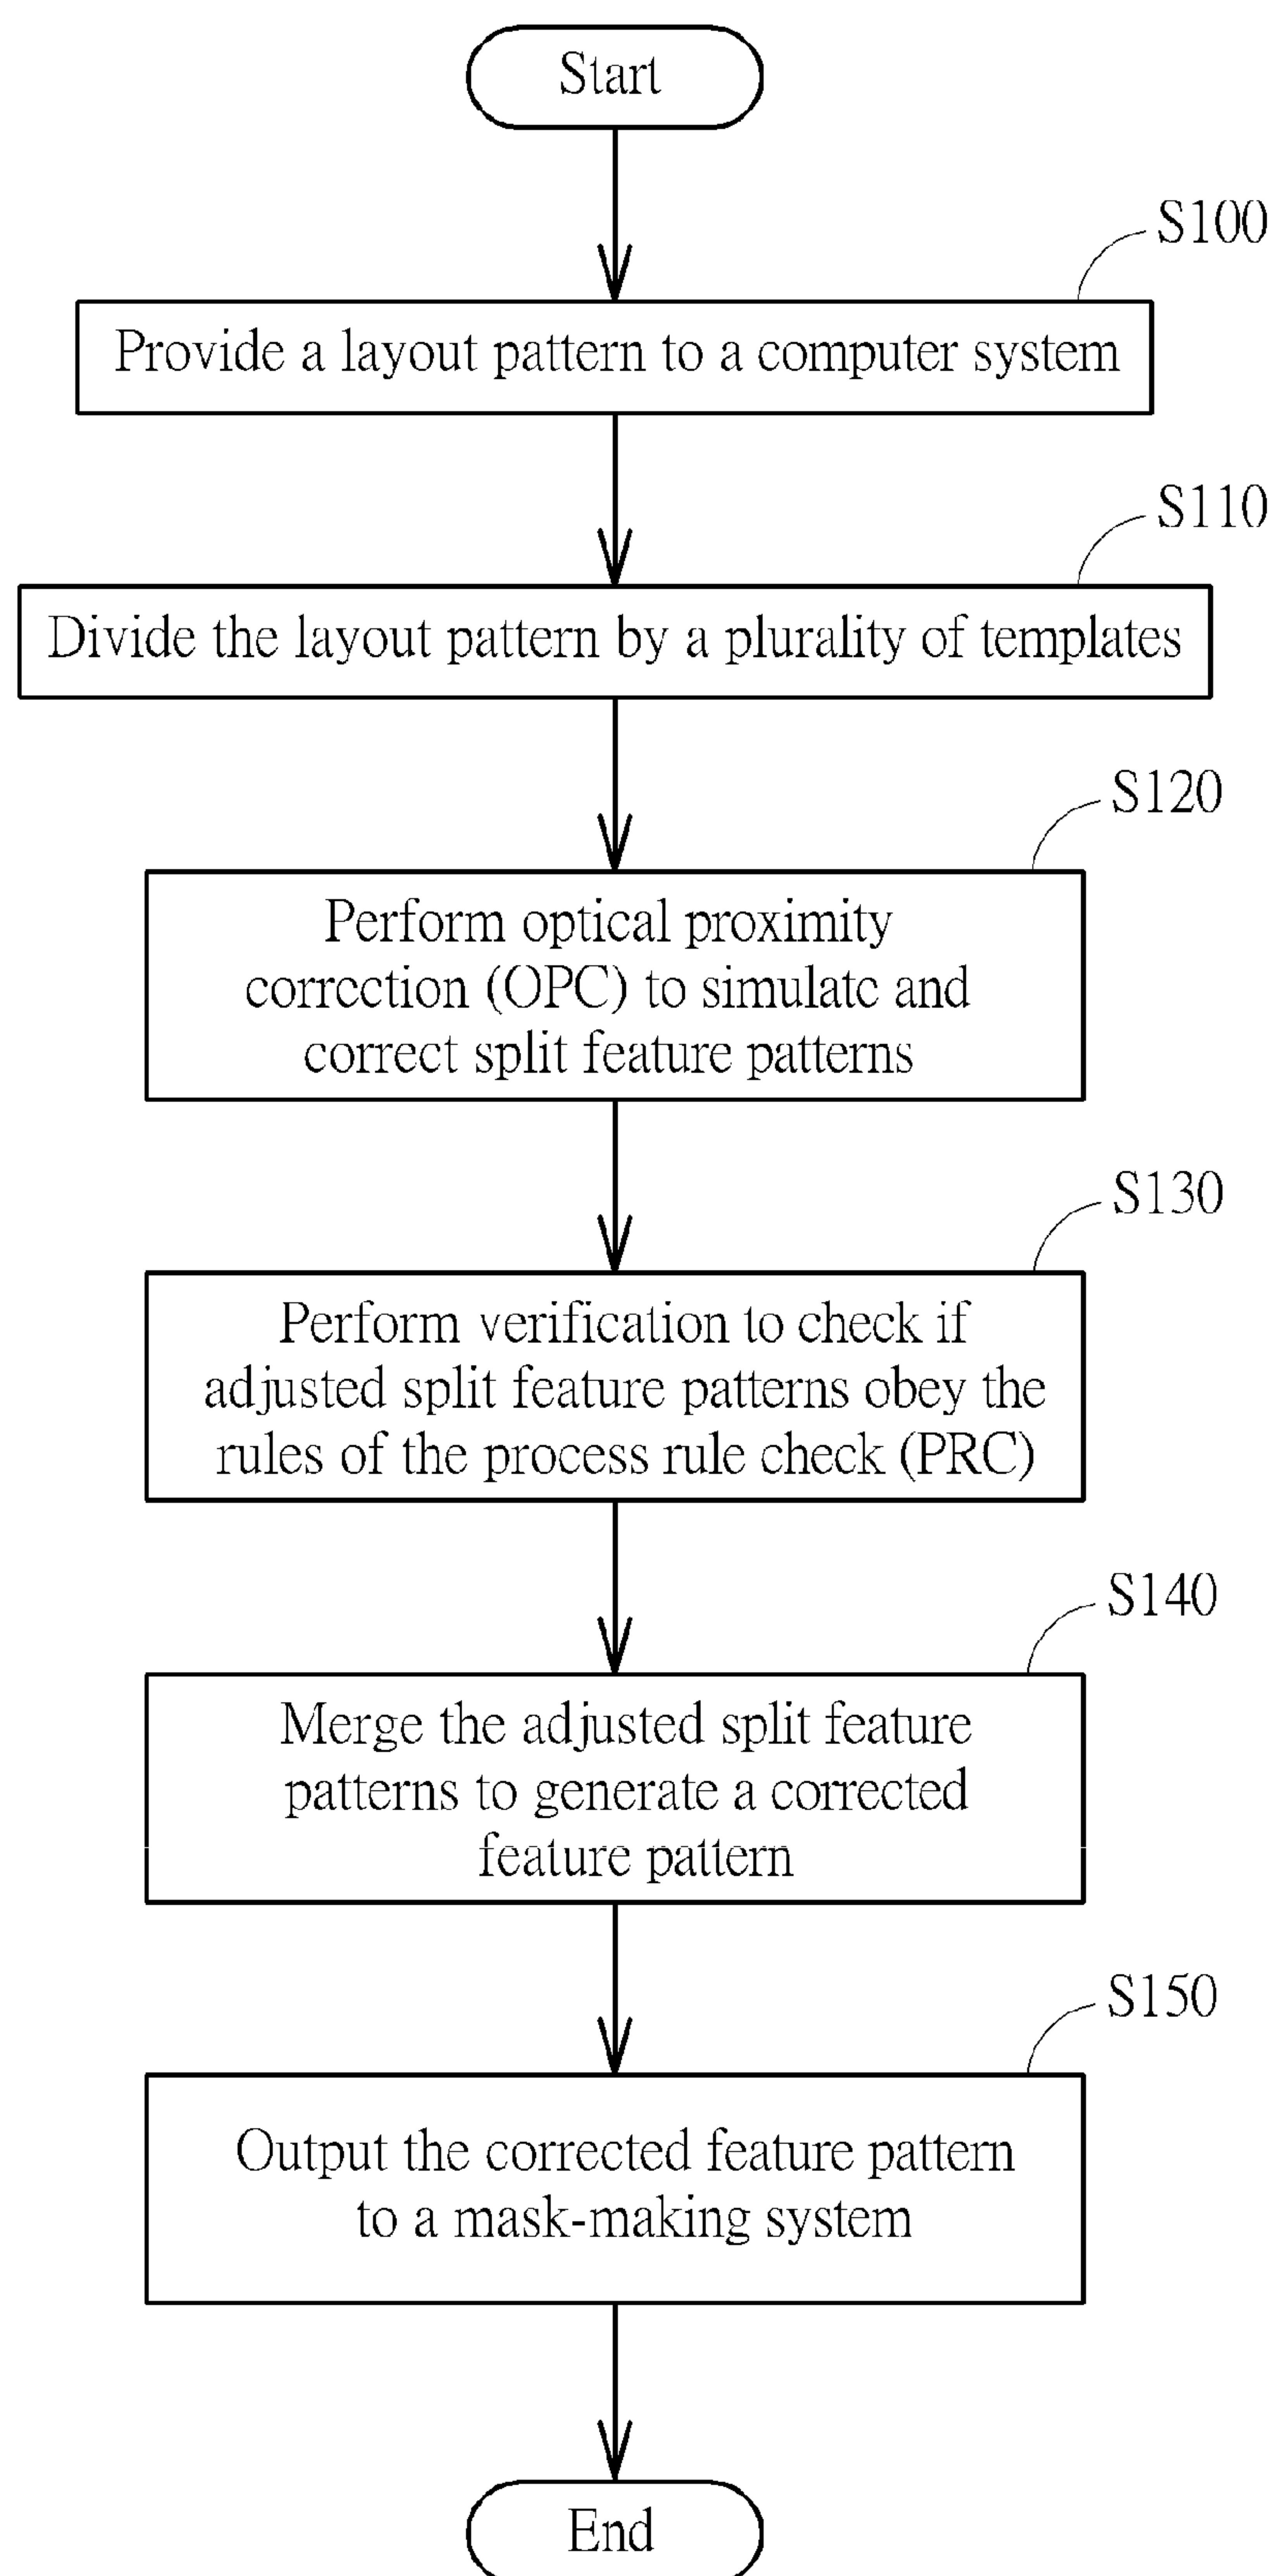 Start
S100
Provide a layout pattern to a computer system
S110
Divide the layout pattern by a plurality of templates
S120
Perform optical proximity
correction (OPC) to simulate and
correct split feature patterns
S130
Perform verification to check if
adjusted split feature patterns obey the
rules of the process rule check (PRC)
S140
Merge the adjusted split feature
patterns to generate a corrected
feature pattern
S150
Output the corrected feature pattern
to a mask-making system
End